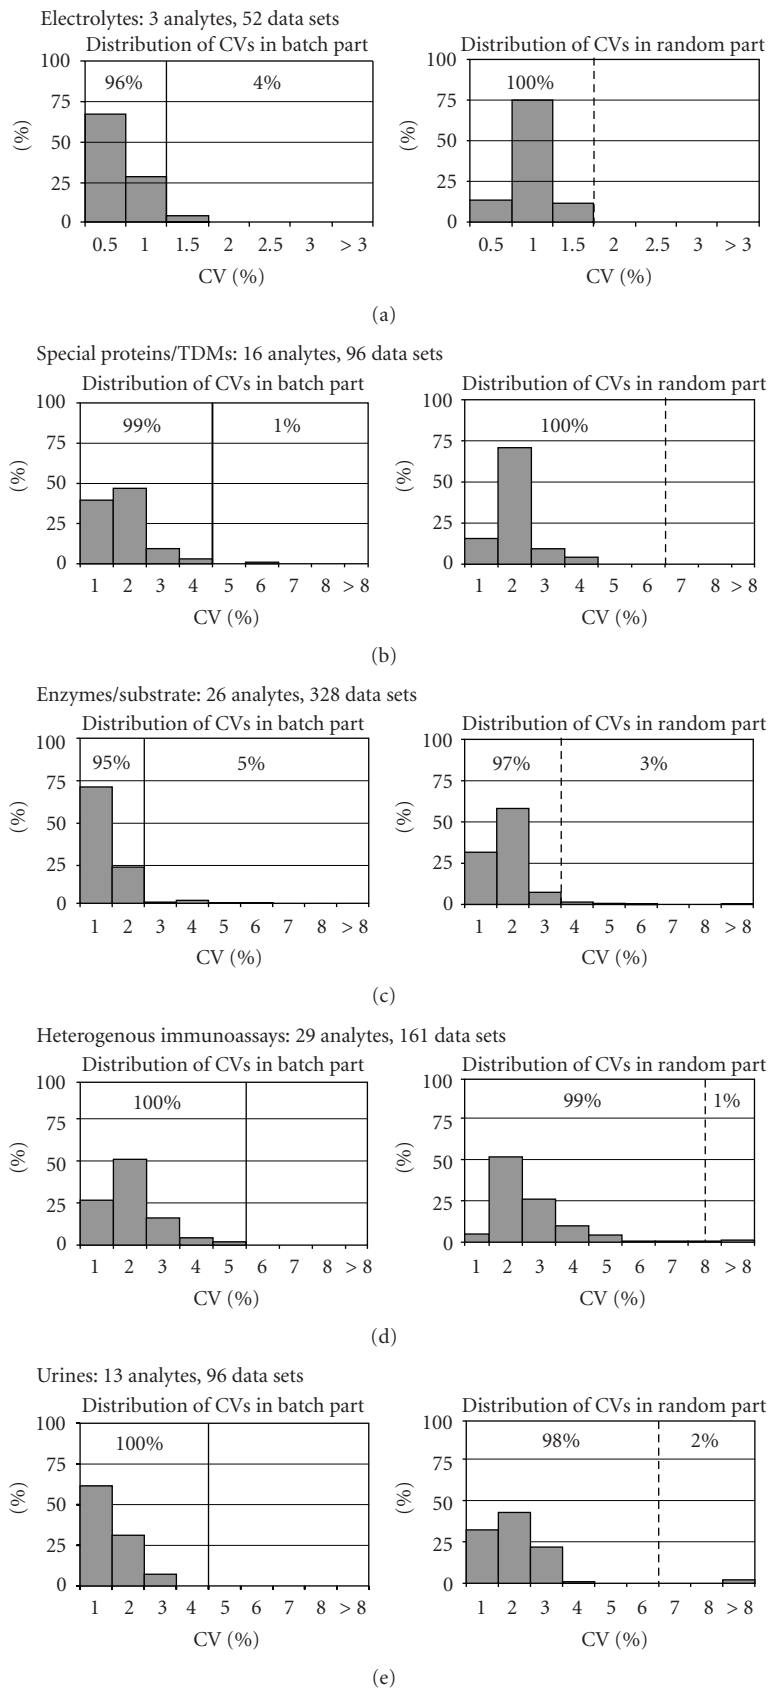 Electrolytes: 3 analytes, 52 data sets
Distribution of CVs in batch part
Distribution of CVs in random part
100
75
50
25
0
(%)
96%
4%
0.5 1 1.5 2 2.5 3 > 3
CV (%)
100
75
50
25
0
(%)
100%
0.5 1 1.5 2 2.5 3 > 3
CV (%)
(a)
Special proteins/TDMs: 16 analytes, 96 data sets
Distribution of CVs in batch part
Distribution of CVs in random part
100
75
50
25
0
(%)
99%
1%
1 2 3 4 5 6 7 8 > 8
CV (%)
100
75
50
25
0
(%)
100%
1 2 3 4 5 6 7 8 > 8
CV (%)
(b)
Enzymes/substrate: 26 analytes, 328 data sets
Distribution of CVs in batch part
Distribution of CVs in random part
100
75
50
25
0
(%)
95%
5%
1 2 3 4 5 6 7 8 > 8
CV (%)
100
75
50
25
0
(%)
97%
3%
1 2 3 4 5 6 7 8 > 8
CV (%)
(c)
Heterogenous immunoassays: 29 analytes, 161 data sets
Distribution of CVs in batch part
Distribution of CVs in random part
100
75
50
25
0
(%)
100%
1 2 3 4 5 6 7 8 > 8
CV (%)
100
75
50
25
0
(%)
99%
1%
1 2 3 4 5 6 7 8 > 8
CV (%)
(d)
Urines: 13 analytes, 96 data sets
Distribution of CVs in batch part
Distribution of CVs in random part
100
75
50
25
0
(%)
100%
1 2 3 4 5 6 7 8 > 8
CV (%)
100
75
50
25
0
(%)
98%
2%
1 2 3 4 5 6 7 8 > 8
CV (%)
(e)